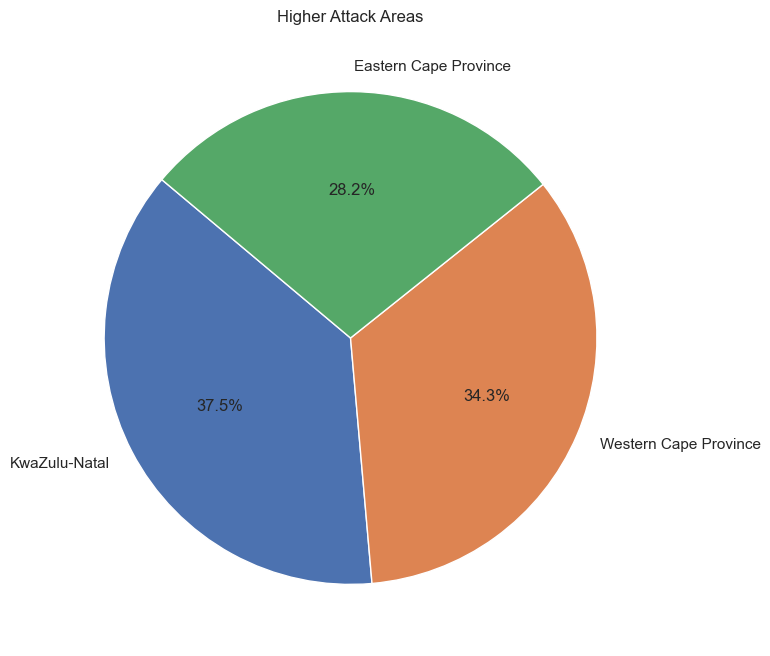 Higher Attack Areas
Eastern Cape Province
28.2%
37.5%
34.3%
KwaZulu-Natal
Western Cape Province